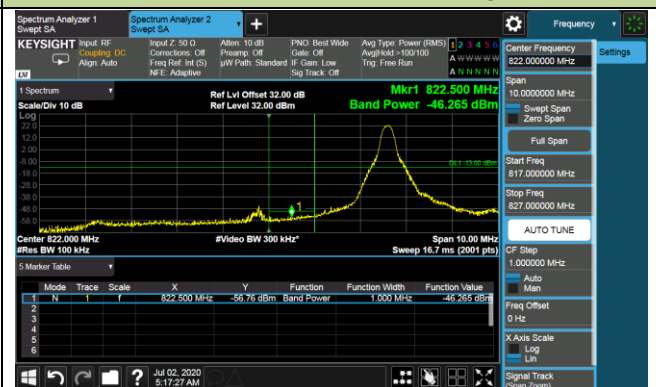 Spectrum Analyzer 1
Swept SA
Spectrum Analyzer 2
Swept SA
+
Frequency
KEYSIGHT
Input: RF
Coupling: DC
Align: Auto
Input Z: 50 Ω
Corrections: Off
Freq Ref: Int (S)
NFE: Adaptive
Atten: 10 dB
Preamp: Off
µW Path: Standard
PNO: Best Wide
Gate: Off
IF Gain: Low
Sig Track: Off
Avg Type: Power (RMS)
Avg|Hold:>100/100
Trig: Free Run
1 2 3 4 5 6
A W W W W W
A N N N N N
LXI
1 Spectrum
Scale/Div 10 dB
Ref Lvl Offset 32.00 dB
Ref Level 32.00 dBm
Mkr1 822.500 MHz
Band Power -46.265 dBm
Log
22.0
12.0
2.00
-8.00
-18.0
-28.0
-38.0
-48.0
-58.0
DL1 -13.00 dBm
1
Center 822.000 MHz
#Res BW 100 kHz
#Video BW 300 kHz*
Span 10.00 MHz
Sweep 16.7 ms (2001 pts)
5 Marker Table
Mode Trace Scale X Y Function Function Width Function Value
1 N 1 f 822.500 MHz -56.76 dBm Band Power 1.000 MHz -46.265 dBm
2
3
4
5
6
Jul 02, 2020
5:17:27 AM
Center Frequency
822.000000 MHz
Settings
Span
10.0000000 MHz
Swept Span
Zero Span
Full Span
Start Freq
817.000000 MHz
Stop Freq
827.000000 MHz
AUTO TUNE
CF Step
1.000000 MHz
Auto
Man
Freq Offset
0 Hz
X Axis Scale
Log
Lin
Signal Track
(Span Zoom)